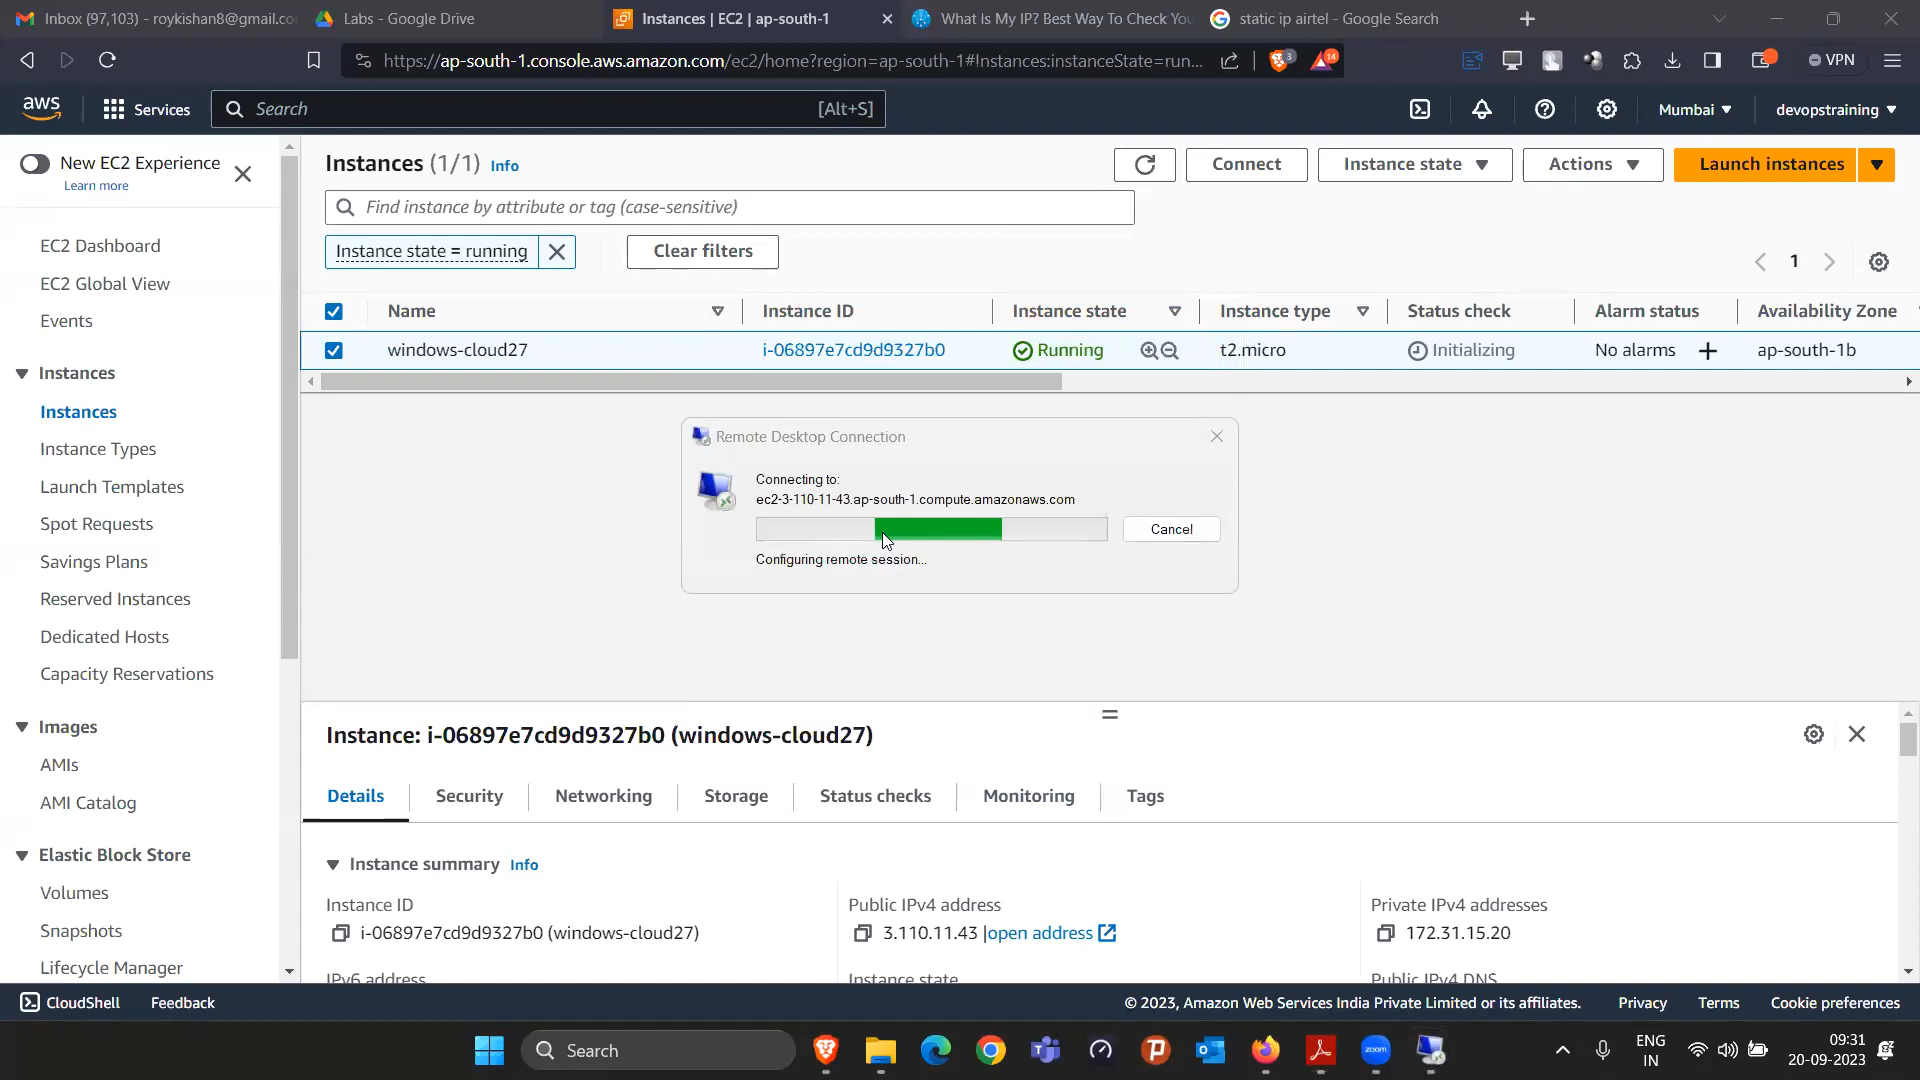 Inbox (97,103) - roykishan8@gmail.co
Labs - Google Drive
Instances | EC2 | ap-south-1
What Is My IP? Best Way To Check You
static ip airtel - Google Search
https://ap-south-1.console.aws.amazon.com/ec2/home?region=ap-south-1#Instances:instanceState=run...
3
14
VPN
aws
Services
Search
[Alt+S]
Mumbai
devopstraining
New EC2 Experience
Learn more
EC2 Dashboard
EC2 Global View
Events
Instances
Instances
Instance Types
Launch Templates
Spot Requests
Savings Plans
Reserved Instances
Dedicated Hosts
Capacity Reservations
Images
AMIs
AMI Catalog
Elastic Block Store
Volumes
Snapshots
Lifecycle Manager
Instances (1/1) Info
Connect
Instance state
Actions
Launch instances
Find instance by attribute or tag (case-sensitive)
Instance state = running
Clear filters
1
Name
Instance ID
Instance state
Instance type
Status check
Alarm status
Availability Zone
windows-cloud27
i-06897e7cd9d9327b0
Running
t2.micro
Initializing
No alarms
ap-south-1b
Remote Desktop Connection
Connecting to:
ec2-3-110-11-43.ap-south-1.compute.amazonaws.com
Cancel
Configuring remote session...
Instance: i-06897e7cd9d9327b0 (windows-cloud27)
Details
Security
Networking
Storage
Status checks
Monitoring
Tags
Instance summary Info
Instance ID
i-06897e7cd9d9327b0 (windows-cloud27)
Public IPv4 address
3.110.11.43 |open address
Private IPv4 addresses
172.31.15.20
IPv6 address
Instance state
Public IPv4 DNS
CloudShell
Feedback
© 2023, Amazon Web Services India Private Limited or its affiliates.
Privacy
Terms
Cookie preferences
Search
zoom
ENG
IN
09:31
20-09-2023